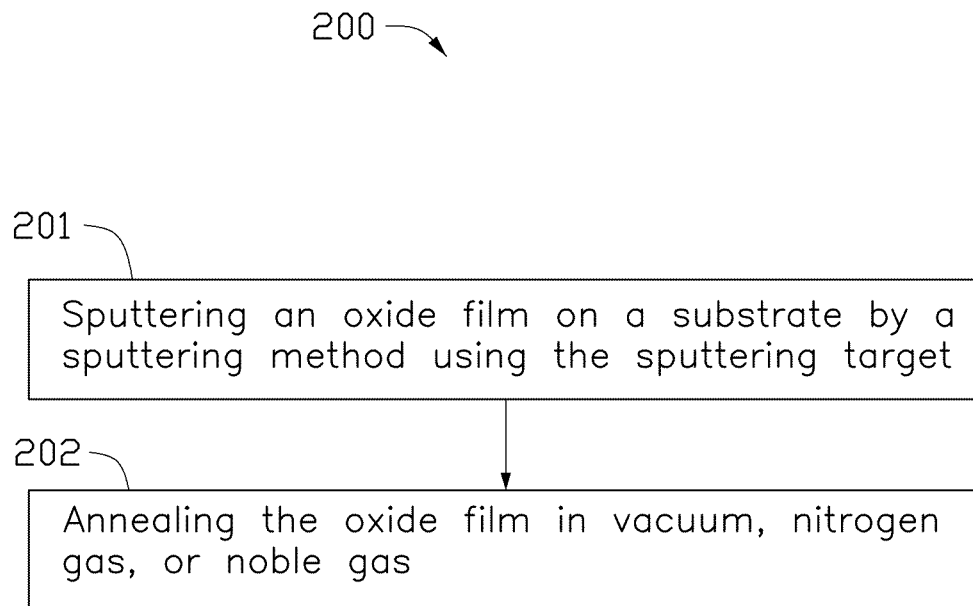 200
201
Sputtering an oxide film on a substrate by a
sputtering method using the sputtering target
202
Annealing the oxide film in vacuum, nitrogen
gas, or noble gas